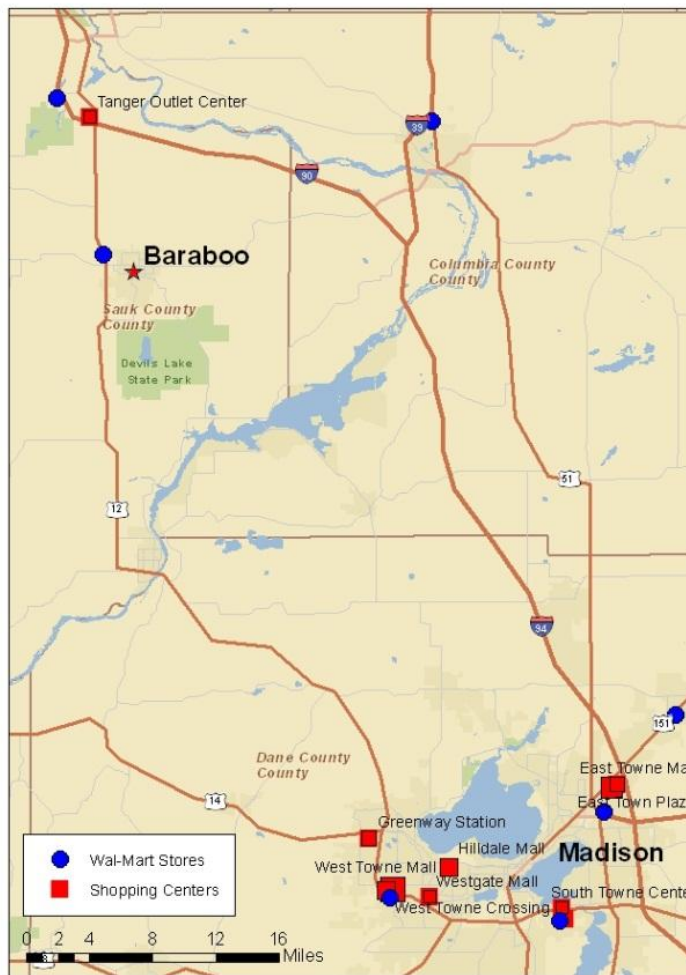 Tanger Outlet Center
39
90
Baraboo
Columbia County
County
Sauk County
County
Devils Lake
State Park
51
12
94
151
Dane County
County
East Towne Ma
14
East Town Plaz
Greenway Station
Hilldale Mall
Madison
West Towne Mall
Westgate Mall
South Towne Cente
West Towne Crossing
Wal-Mart Stores
Shopping Centers
0 2 4 8 12 16
Miles